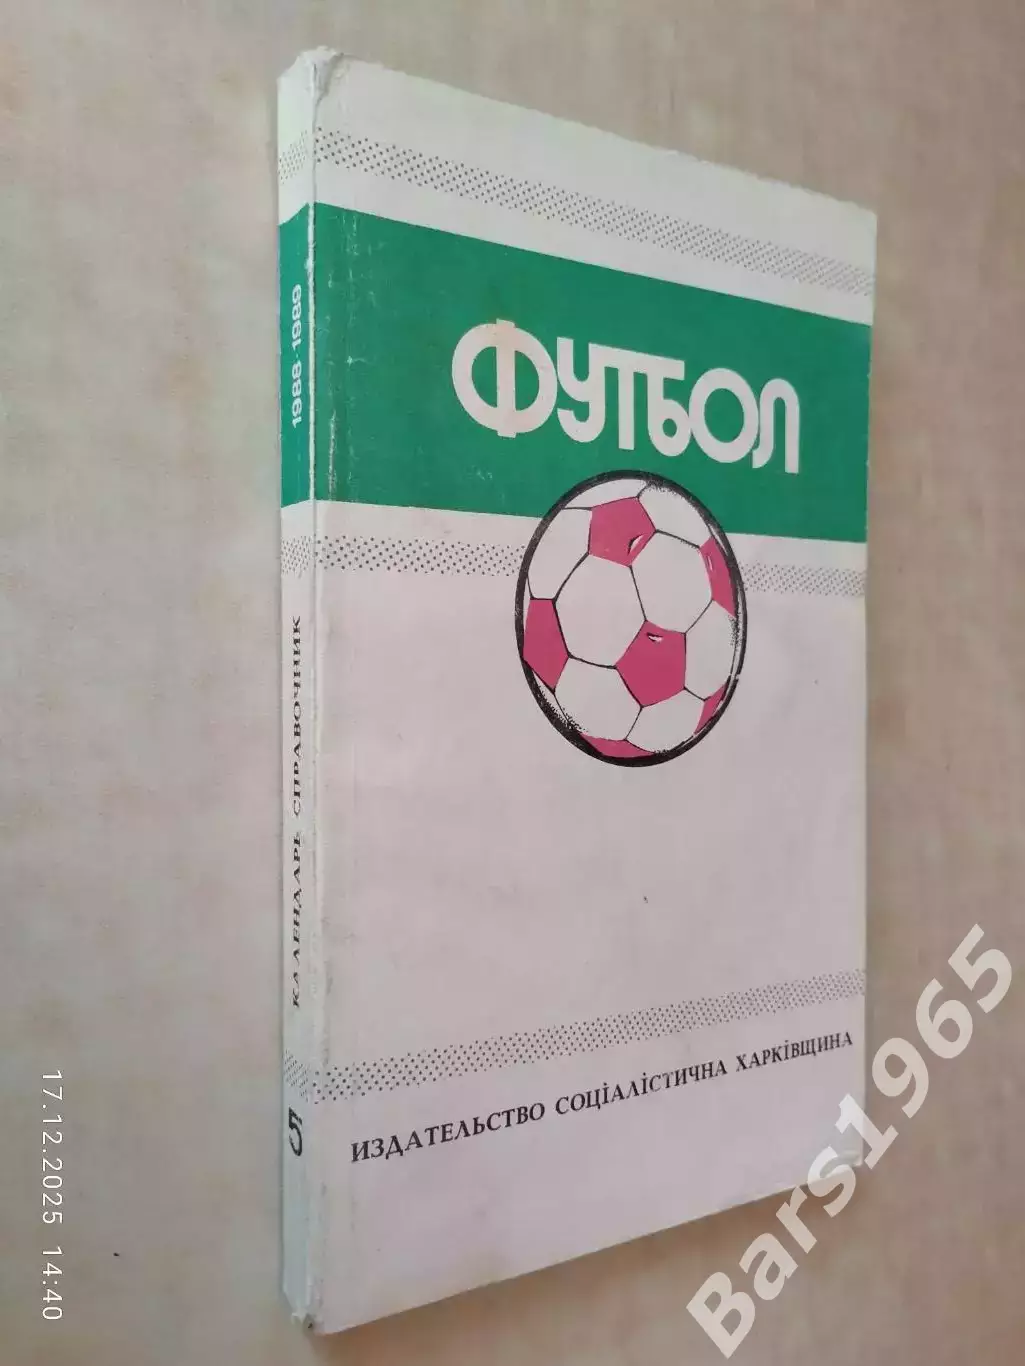 ФУТБОЛ
ИЗДАТЕЛЬСТВО СОЦІАЛІСТИЧНА ХАРКІВЩИНА
1988-1989
КАЛЕНДАРЬ СПРАВОЧНИК
5
17.12.2025 14:40
Bars1965